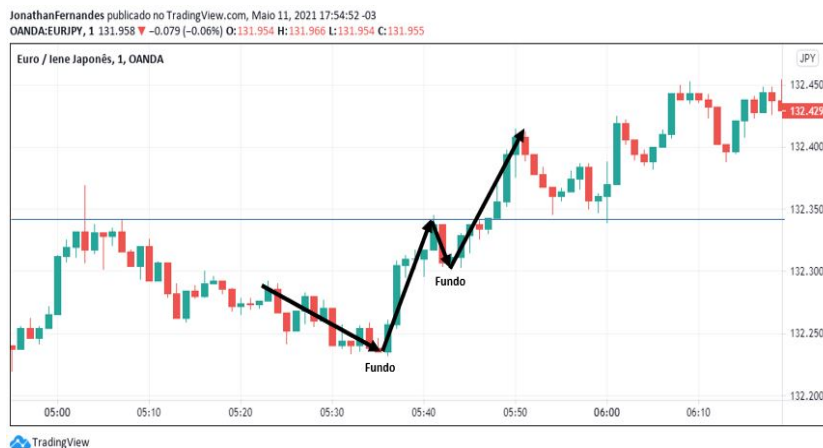 JonathanFernandes publicado no TradingView.com, Maio 11, 2021 17:54:52 -03
OANDA:EURJPY, 1 131.958 ▼ −0.079 (−0.06%) O:131.954 H:131.966 L:131.954 C:131.955
Euro / Iene Japonês, 1, OANDA
JPY
132.450
132.429
132.400
132.350
132.300
Fundo
132.250
Fundo
132.200
05:00 05:10 05:20 05:30 05:40 05:50 06:00 06:10
TradingView